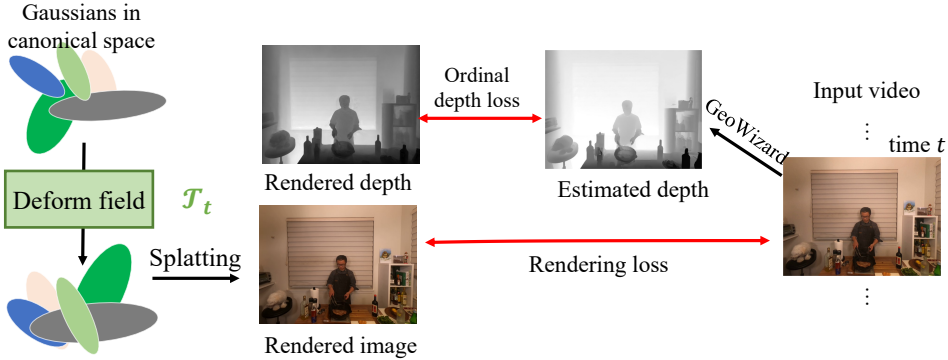 Gaussians in
canonical space
Deform field
𝒯ₜ
Splatting
Rendered depth
Rendered image
Ordinal
depth loss
Estimated depth
Rendering loss
GeoWizard
Input video
⋮
time t
⋮